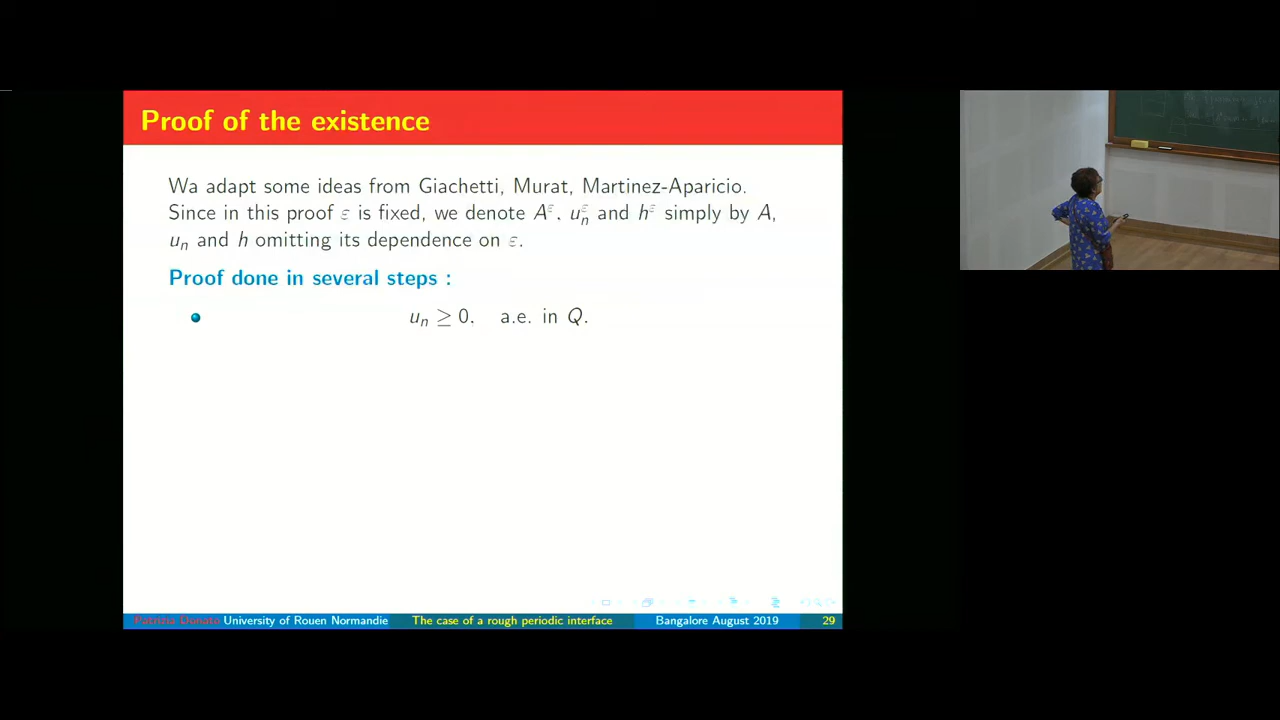 Proof of the existence
Wa adapt some ideas from Giachetti, Murat, Martinez-Aparicio.
Since in this proof ε is fixed, we denote A^ε, u_n^ε and h^ε simply by A,
u_n and h omitting its dependence on ε.
Proof done in several steps :
u_n ≥ 0. a.e. in Q.
Patrizia Donato University of Rouen Normandie The case of a rough periodic interface Bangalore August 2019 29